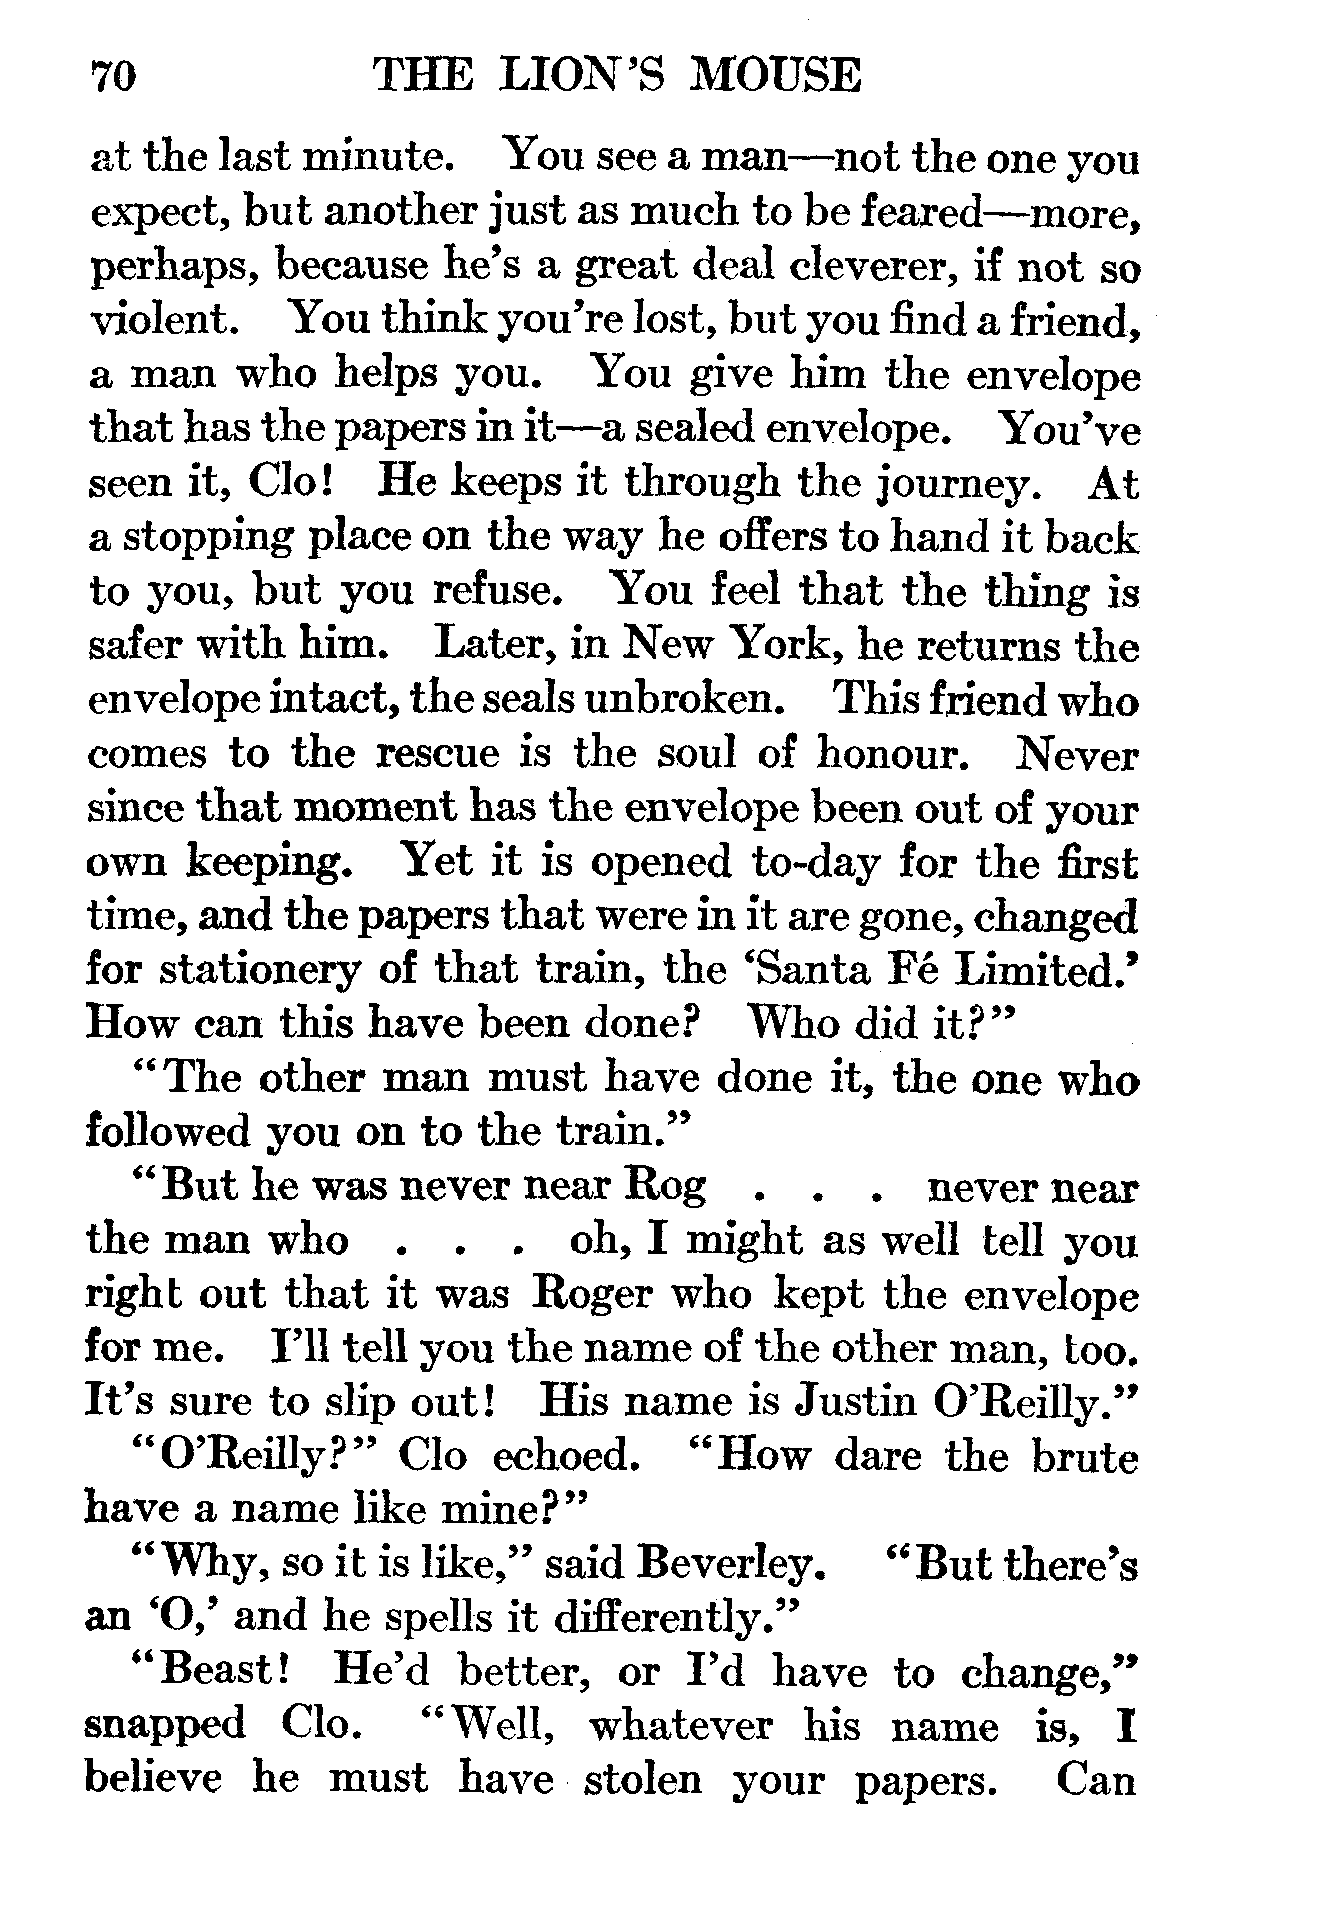 70 THE LION'S MOUSE
at the last minute. You see a man—not the one you
expect, but another just as much to be feared—more,
perhaps, because he's a great deal cleverer, if not so
violent. You think you're lost, but you find a friend,
a man who helps you. You give him the envelope
that has the papers in it—a sealed envelope. You've
seen it, Clo! He keeps it through the journey. At
a stopping place on the way he offers to hand it back
to you, but you refuse. You feel that the thing is
safer with him. Later, in New York, he returns the
envelope intact, the seals unbroken. This friend who
comes to the rescue is the soul of honour. Never
since that moment has the envelope been out of your
own keeping. Yet it is opened to-day for the first
time, and the papers that were in it are gone, changed
for stationery of that train, the 'Santa Fé Limited.'
How can this have been done? Who did it?"
"The other man must have done it, the one who
followed you on to the train."
"But he was never near Rog . . . never near
the man who . . . oh, I might as well tell you
right out that it was Roger who kept the envelope
for me. I'll tell you the name of the other man, too.
It's sure to slip out! His name is Justin O'Reilly."
"O'Reilly?" Clo echoed. "How dare the brute
have a name like mine?"
"Why, so it is like," said Beverley. "But there's
an 'O,' and he spells it differently."
"Beast! He'd better, or I'd have to change,"
snapped Clo. "Well, whatever his name is, I
believe he must have stolen your papers. Can